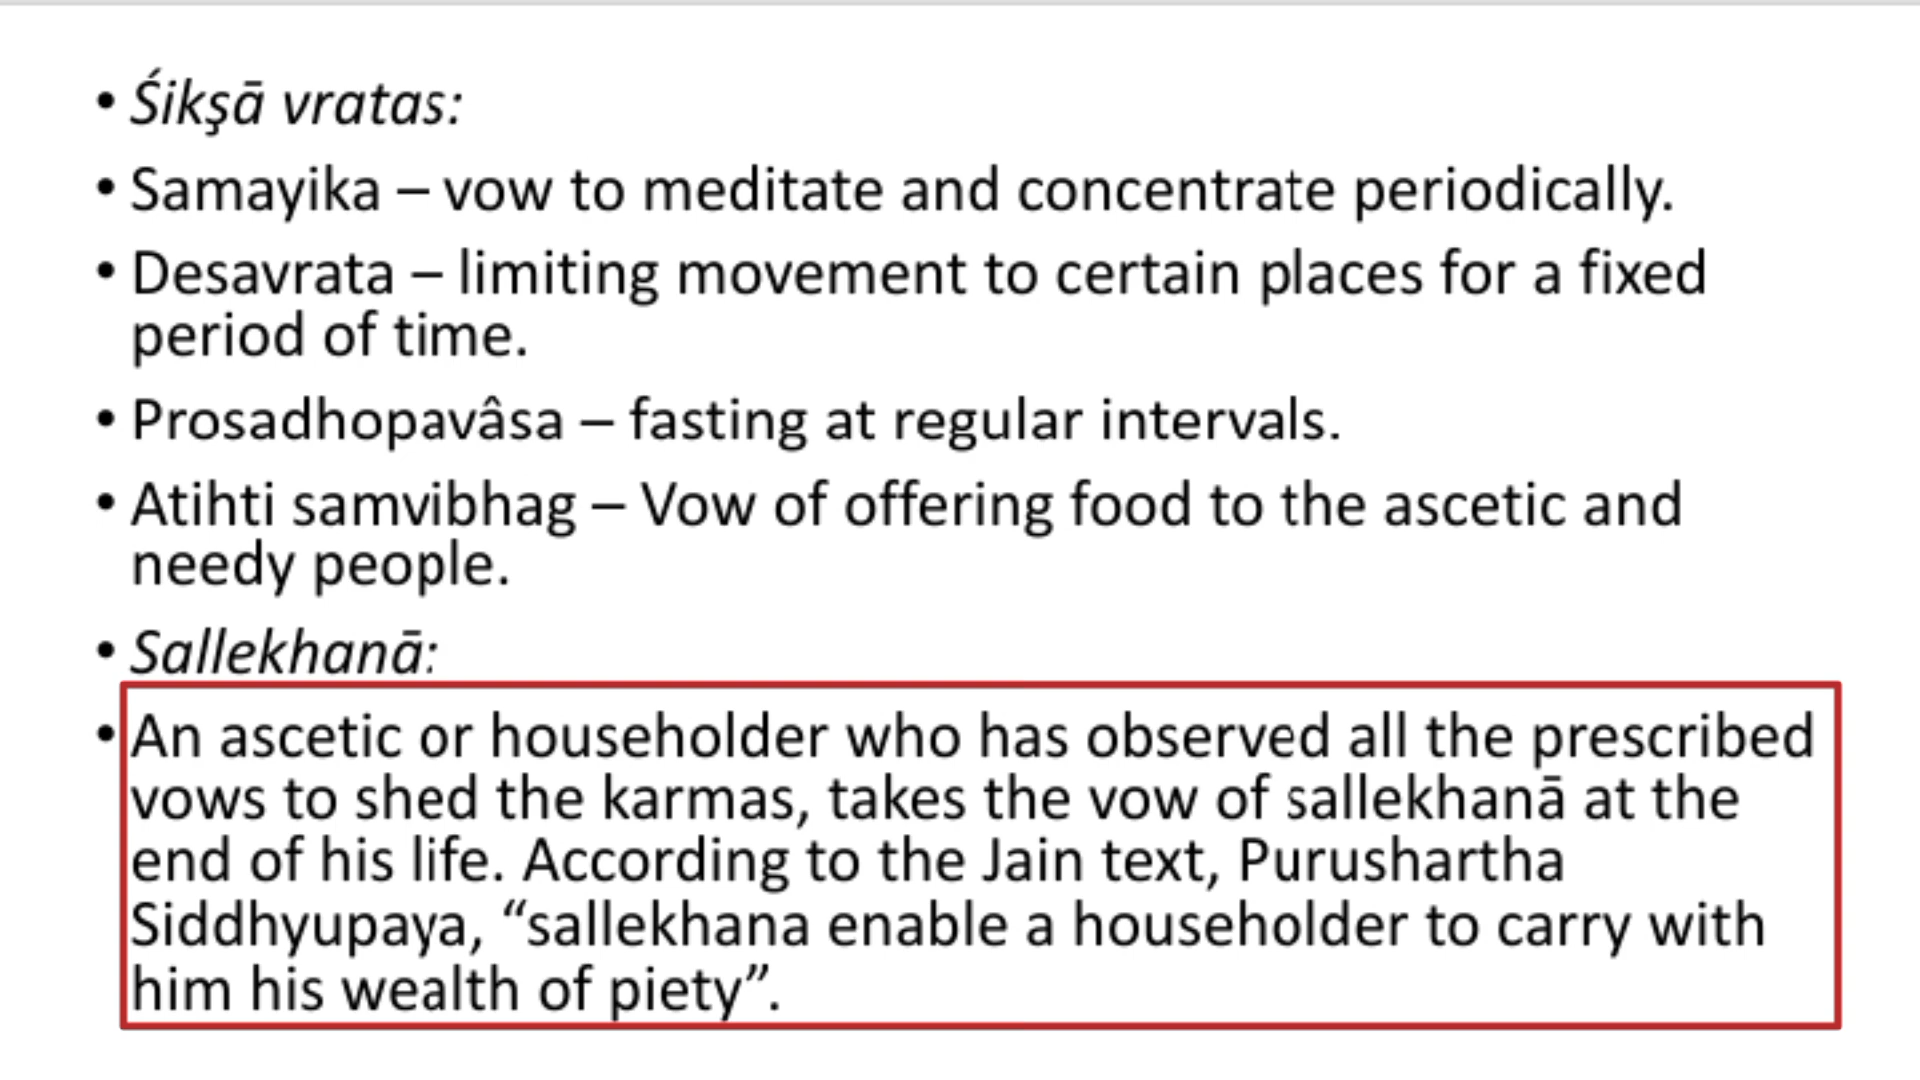 • Śikşā vratas:
• Samayika – vow to meditate and concentrate periodically.
• Desavrata – limiting movement to certain places for a fixed
period of time.
• Prosadhopavâsa – fasting at regular intervals.
• Atihti samvibhag – Vow of offering food to the ascetic and
needy people.
• Sallekhanā:
• An ascetic or householder who has observed all the prescribed
vows to shed the karmas, takes the vow of sallekhanā at the
end of his life. According to the Jain text, Purushartha
Siddhyupaya, “sallekhana enable a householder to carry with
him his wealth of piety”.